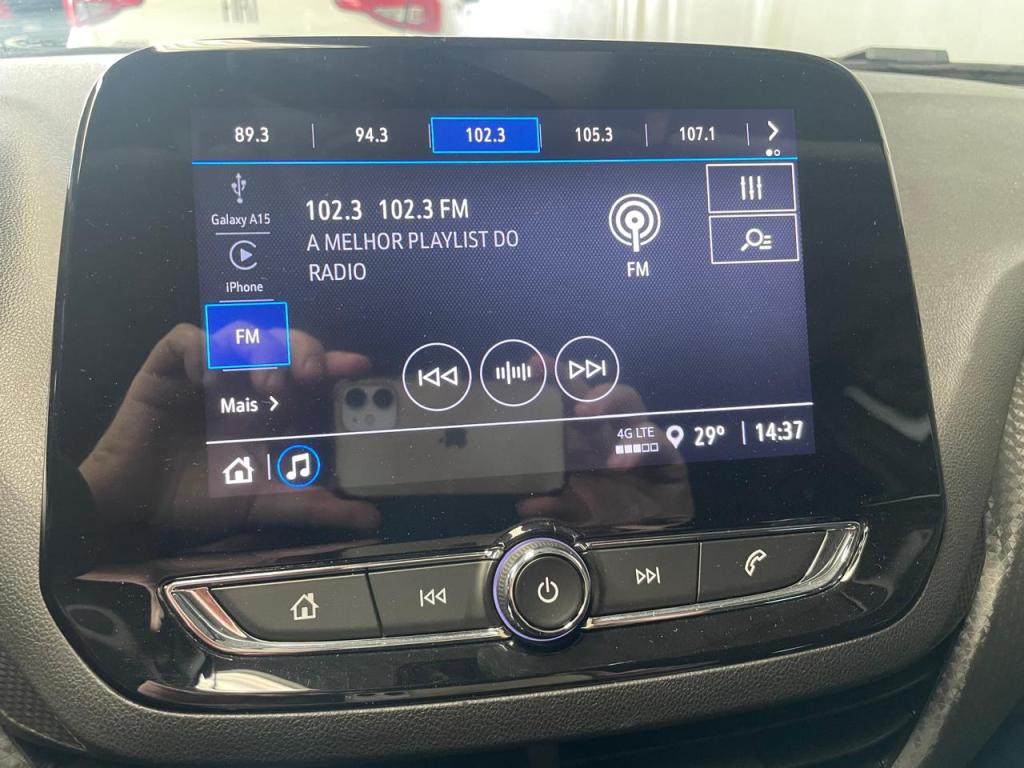 89.3 94.3 102.3 105.3 107.1
Galaxy A15
iPhone
FM
Mais
102.3 102.3 FM
A MELHOR PLAYLIST DO
RADIO
FM
4G LTE
29° 14:37